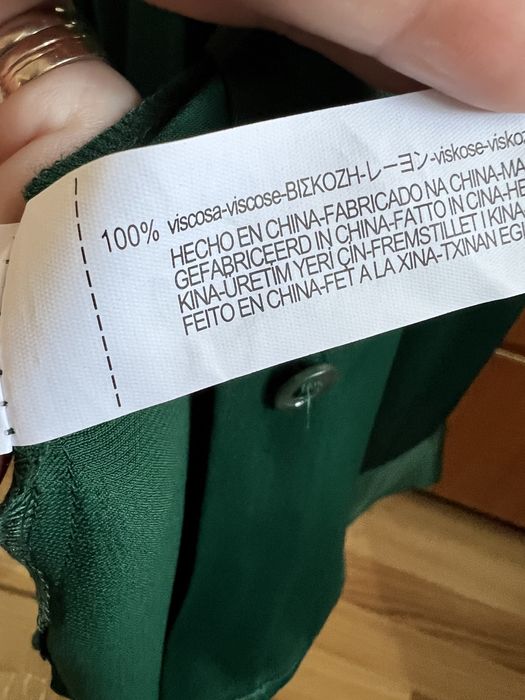 100% viscosa-viscose-ΒΙΣΚΟΖΗ-レーヨン-viskose-visko
HECHO EN CHINA-FABRICADO NA CHINA-MA
GEFABRICEERD IN CHINA-FATTO IN CINA-HE
KINA-ÜRETİM YERİ ÇİN-FREMSTILLET I KINA
FEITO EN CHINA-FET A LA XINA-TXINAN EGI